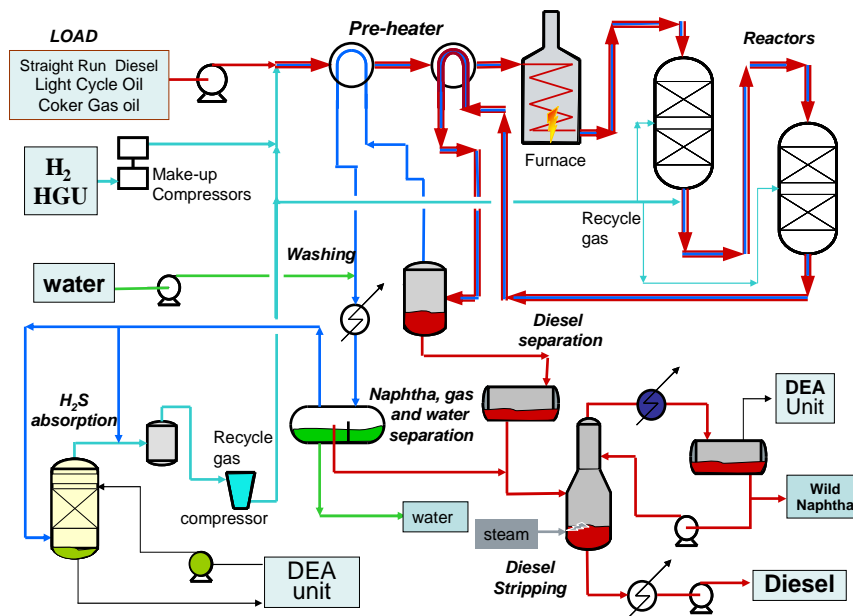 LOAD
Straight Run Diesel
Light Cycle Oil
Coker Gas oil
Pre-heater
Reactors
Furnace
H2
HGU
Make-up
Compressors
Recycle
gas
Washing
water
Diesel
separation
H2S
absorption
Naphtha, gas
and water
separation
Recycle
gas
compressor
DEA
Unit
Wild
Naphtha
water
steam
DEA
unit
Diesel
Stripping
Diesel